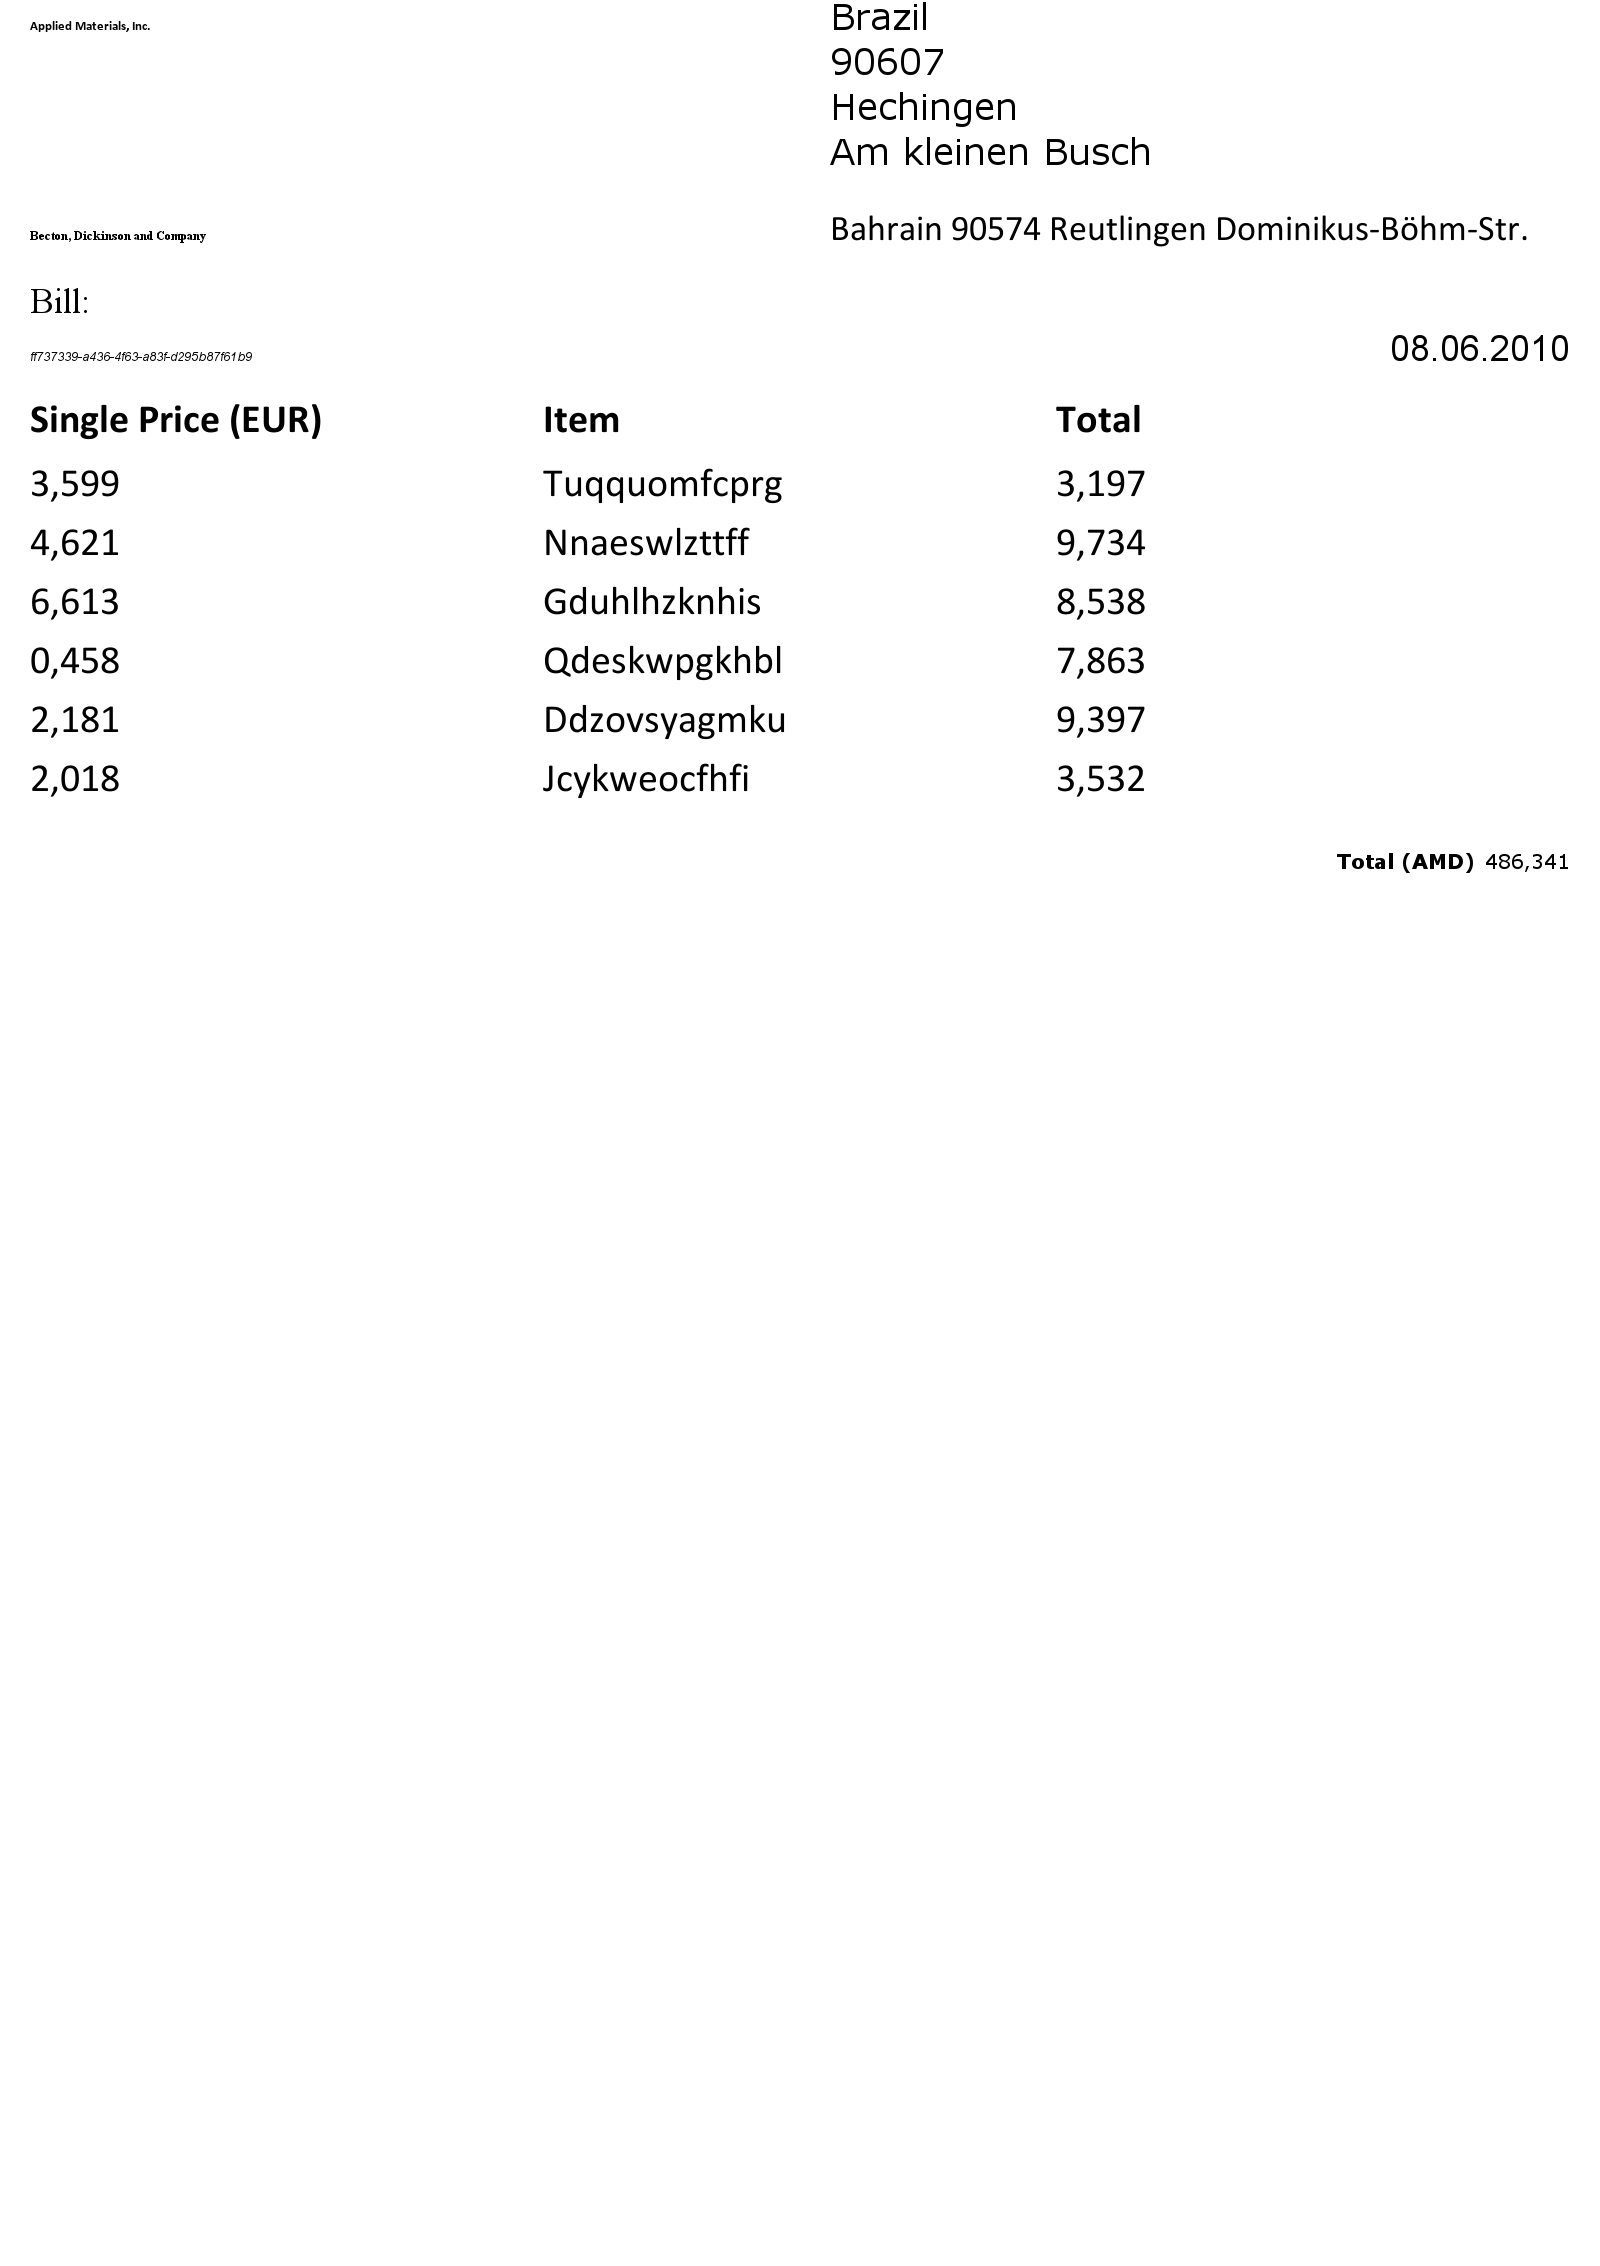 Applied Materials, Inc.
Brazil
90607
Hechingen
Am kleinen Busch
Becton, Dickinson and Company
Bahrain 90574 Reutlingen Dominikus-Böhm-Str.
Bill:
ff737339-a436-4f63-a83f-d295b87f61b9
08.06.2010
Single Price (EUR) Item Total
3,599 Tuqquomfcprg 3,197
4,621 Nnaeswlzttff 9,734
6,613 Gduhlhzknhis 8,538
0,458 Qdeskwpgkhbl 7,863
2,181 Ddzovsyagmku 9,397
2,018 Jcykweocfhfi 3,532
Total (AMD) 486,341